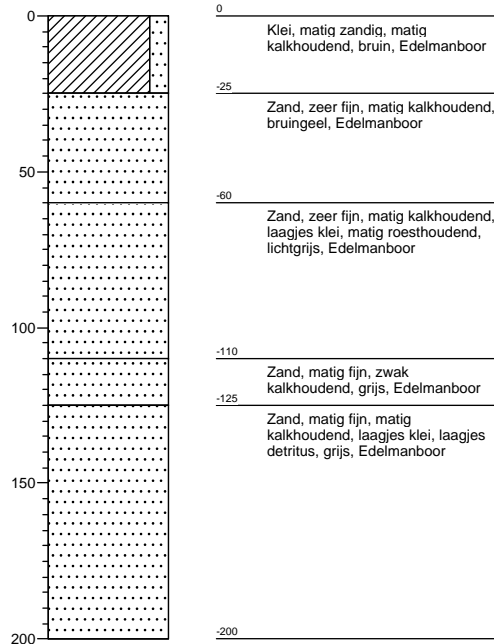 0
50
100
150
200
0
Klei, matig zandig, matig
kalkhoudend, bruin, Edelmanboor
-25
Zand, zeer fijn, matig kalkhoudend,
bruingeel, Edelmanboor
-60
Zand, zeer fijn, matig kalkhoudend,
laagjes klei, matig roesthoudend,
lichtgrijs, Edelmanboor
-110
Zand, matig fijn, zwak
kalkhoudend, grijs, Edelmanboor
-125
Zand, matig fijn, matig
kalkhoudend, laagjes klei, laagjes
detritus, grijs, Edelmanboor
-200